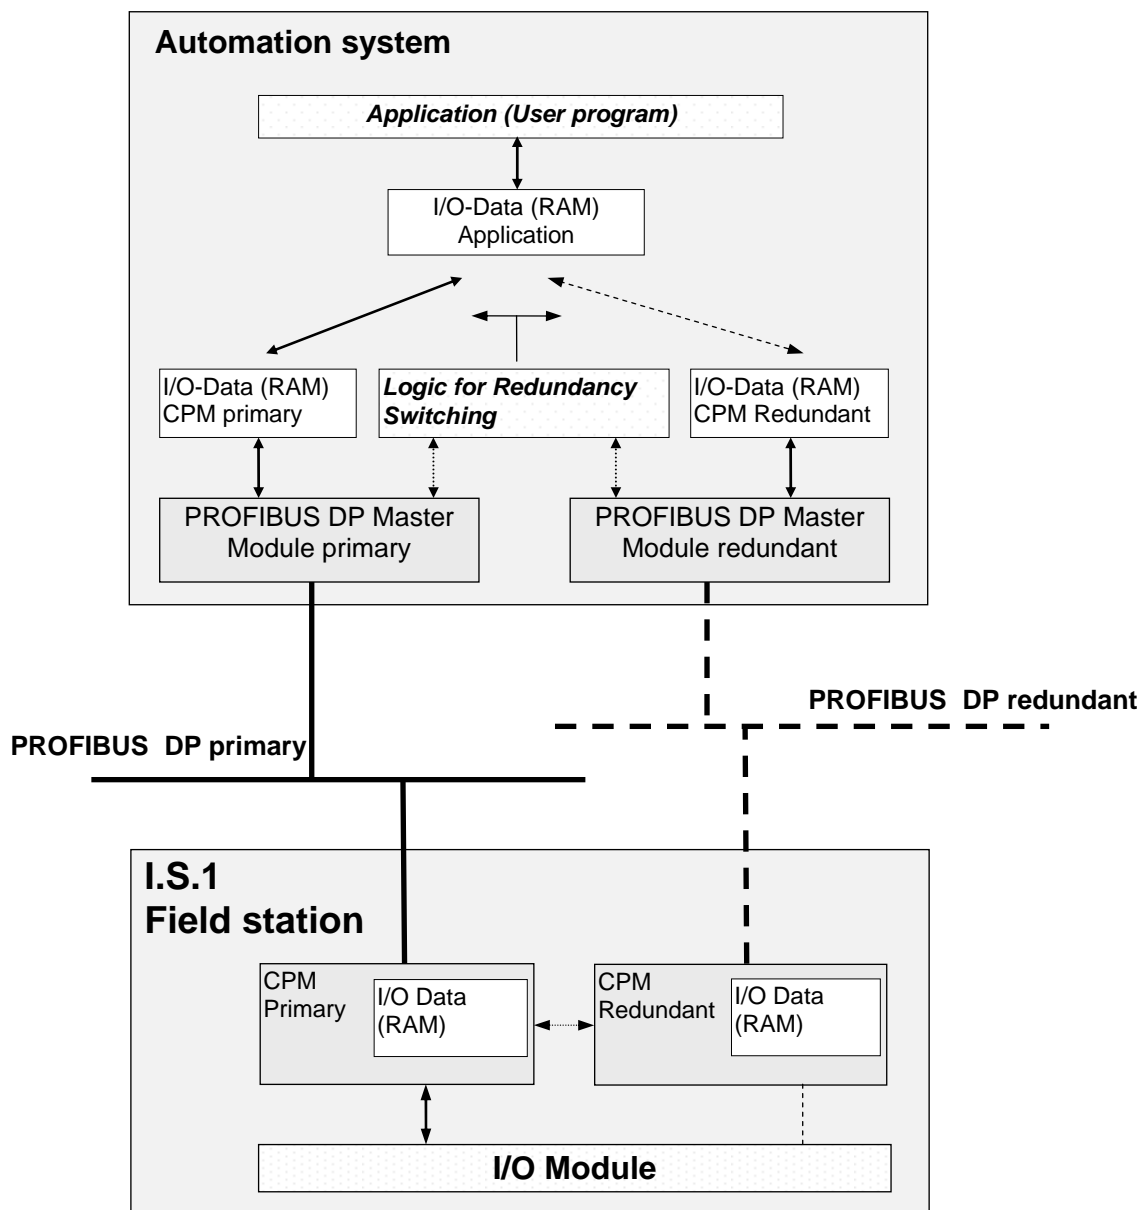 Automation system
Application (User program)
I/O-Data (RAM)
Application
I/O-Data (RAM)
CPM primary
Logic for Redundancy
Switching
I/O-Data (RAM)
CPM Redundant
PROFIBUS DP Master
Module primary
PROFIBUS DP Master
Module redundant
PROFIBUS  DP redundant
PROFIBUS  DP primary
I.S.1
Field station
CPM
Primary
I/O Data
(RAM)
CPM
Redundant
I/O Data
(RAM)
I/O Module